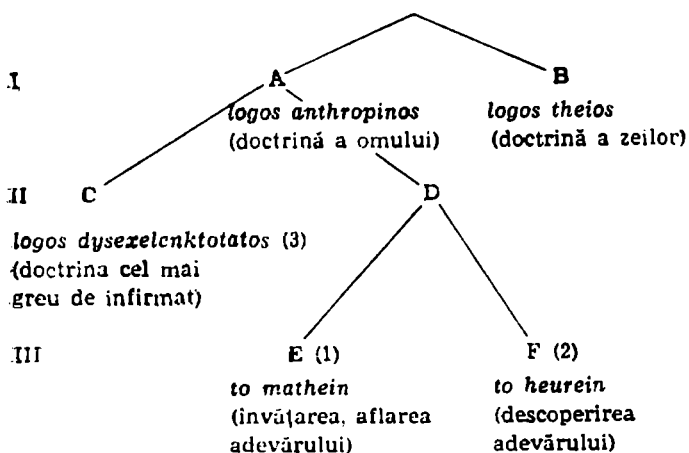 I
A
B
logos anthropinos
(doctrină a omului)
logos theios
(doctrină a zeilor)
II
C
D
logos dysexelenktotatos (3)
(doctrina cel mai
greu de infirmat)
III
E (1)
F (2)
to mathein
(învăţarea, aflarea
adevărului)
to heurein
(descoperirea
adevărului)